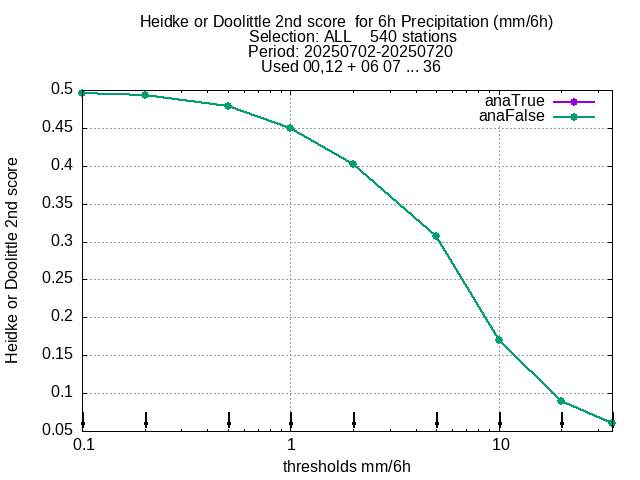 Heidke or Doolittle 2nd score  for 6h Precipitation (mm/6h)
Selection: ALL    540 stations
Period: 20250702-20250720
Used 00,12 + 06 07 ... 36
anaTrue
anaFalse
0.5
0.45
0.4
0.35
0.3
0.25
0.2
0.15
0.1
0.05
Heidke or Doolittle 2nd score
0.1 1 10
thresholds mm/6h